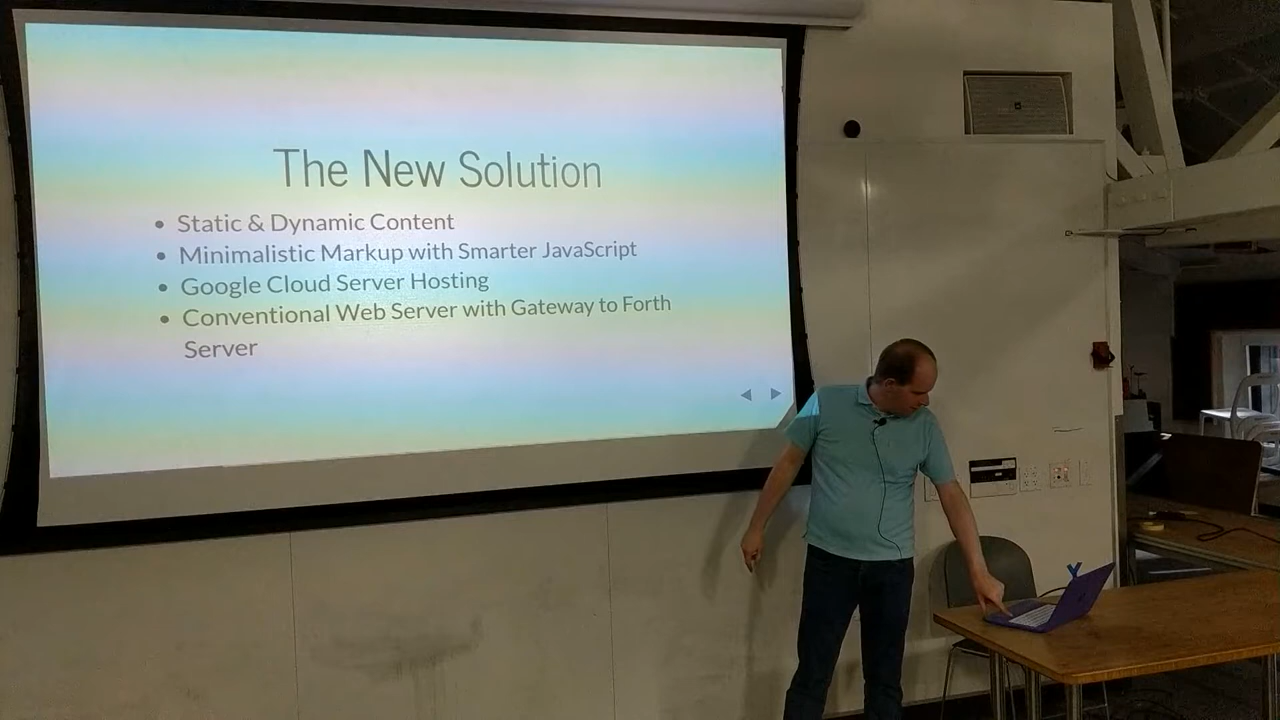 The New Solution
Static & Dynamic Content
Minimalistic Markup with Smarter JavaScript
Google Cloud Server Hosting
Conventional Web Server with Gateway to Forth
Server